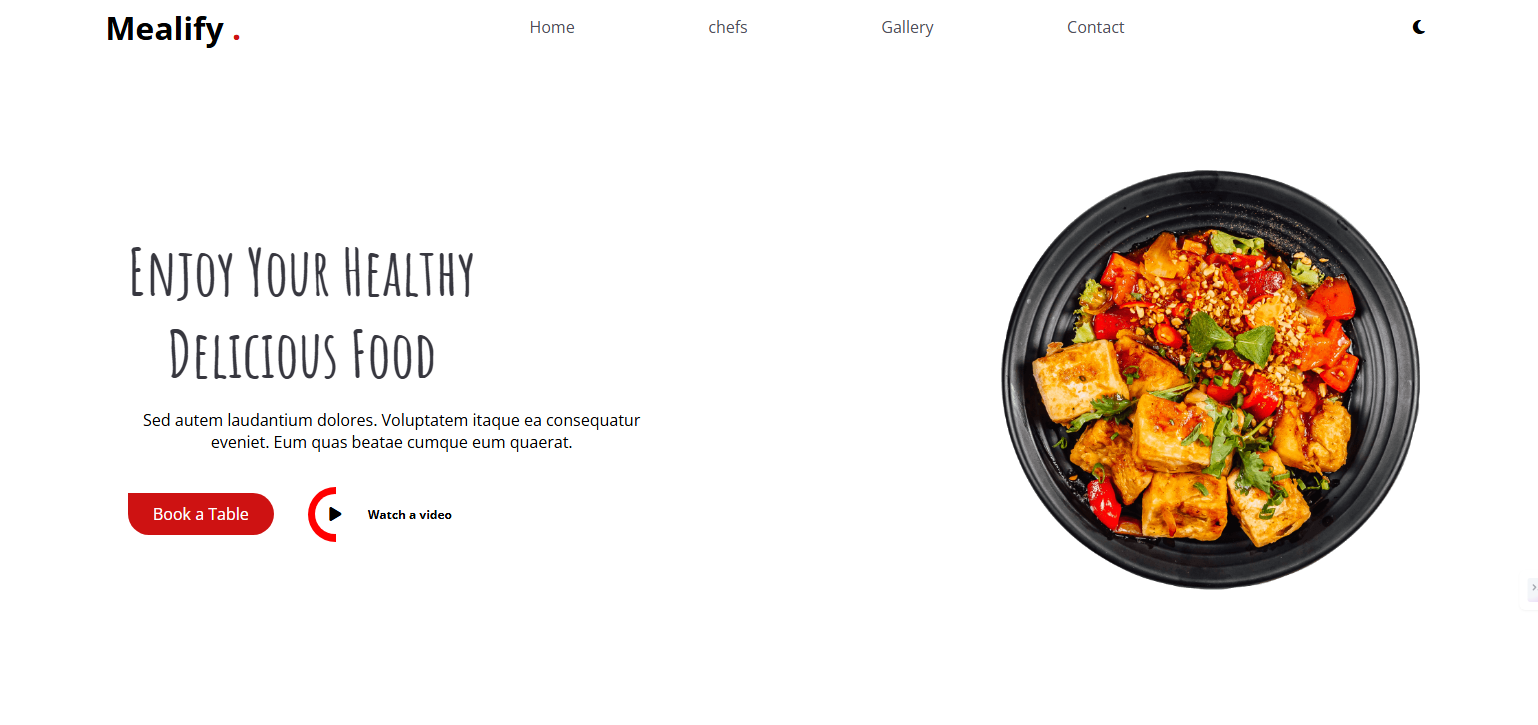 Mealify .
Home
chefs
Gallery
Contact
Enjoy Your Healthy
Delicious Food
Sed autem laudantium dolores. Voluptatem itaque ea consequatur
eveniet. Eum quas beatae cumque eum quaerat.
Book a Table
Watch a video